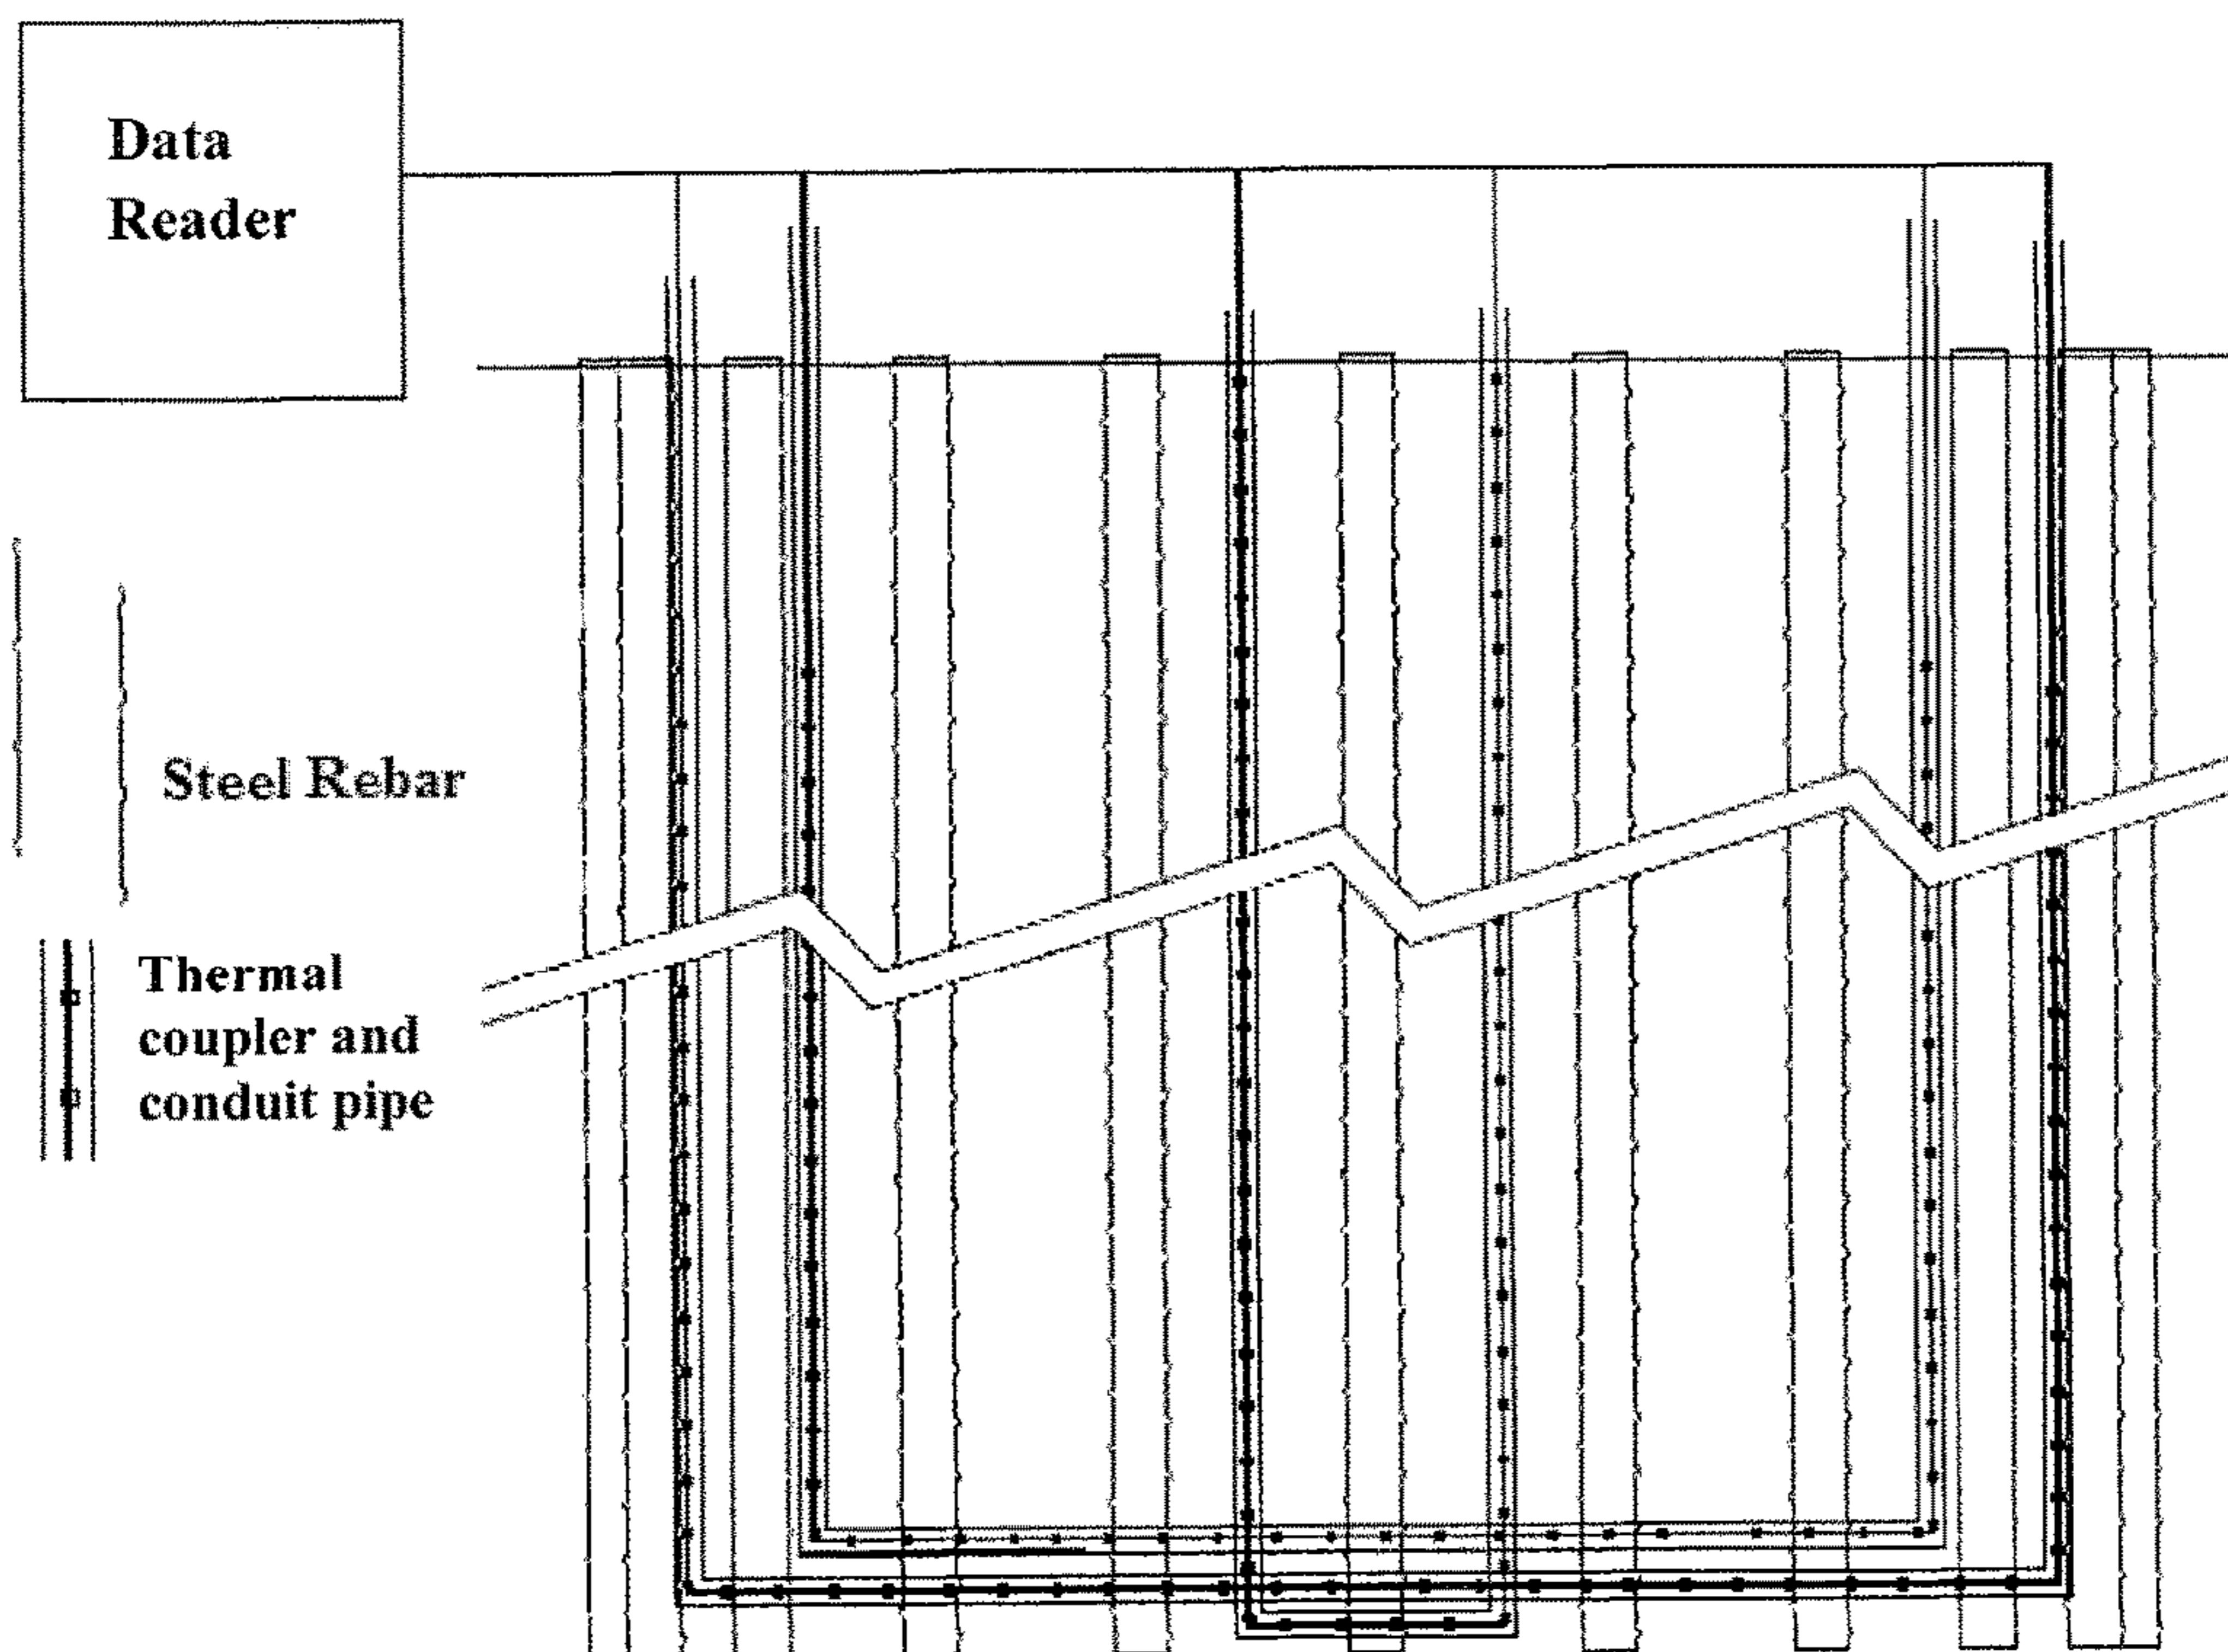 Data
Reader
Steel Rebar
Thermal
coupler and
conduit pipe